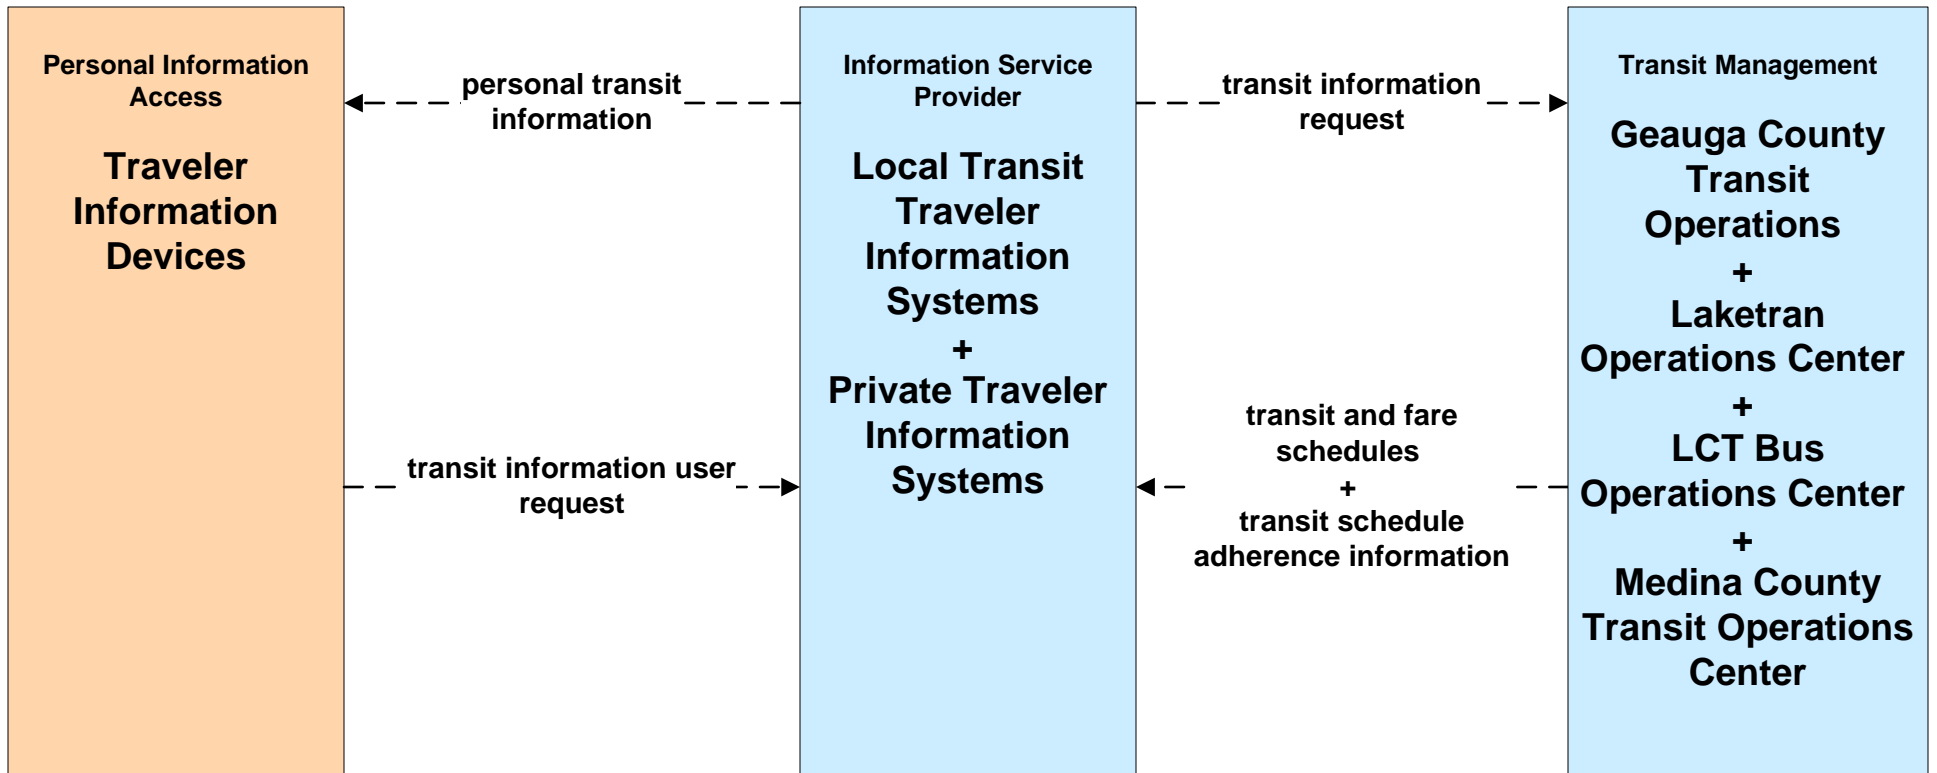 Personal Information
Access
Traveler
Information
Devices
personal transit
information
transit information user
request
Information Service
Provider
Local Transit
Traveler
Information
Systems
+
Private Traveler
Information
Systems
transit information
request
transit and fare
schedules
+
transit schedule
adherence information
Transit Management
Geauga County
Transit
Operations
+
Laketran
Operations Center
+
LCT Bus
Operations Center
+
Medina County
Transit Operations
Center